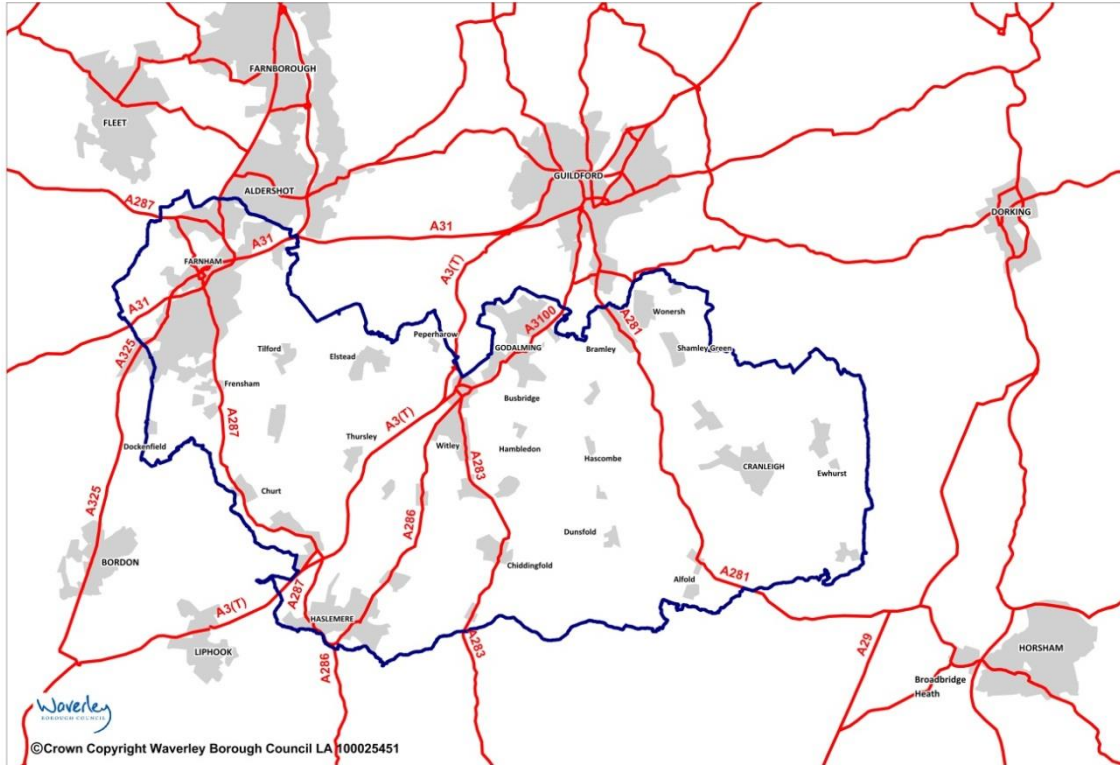 FARNBOROUGH
FLEET
GUILDFORD
ALDERSHOT
A287
DORKING
A31
A31
FARNHAM
A3(T)
A31
Wonersh
A3100
A281
Peperharow
GODALMING
Bramley
Shamley Green
A325
Tilford
Elstead
Frensham
Busbridge
A287
A3(T)
Thursley
Dockenfield
Witley
Hambledon
Hascombe
CRANLEIGH
Ewhurst
A283
Churt
A325
A286
Dunsfold
BORDON
Chiddingfold
A281
Alfold
A287
A3(T)
HASLEMERE
LIPHOOK
A283
A29
HORSHAM
A286
Broadbridge
Heath
Waverley
BOROUGH COUNCIL
©Crown Copyright Waverley Borough Council LA 100025451